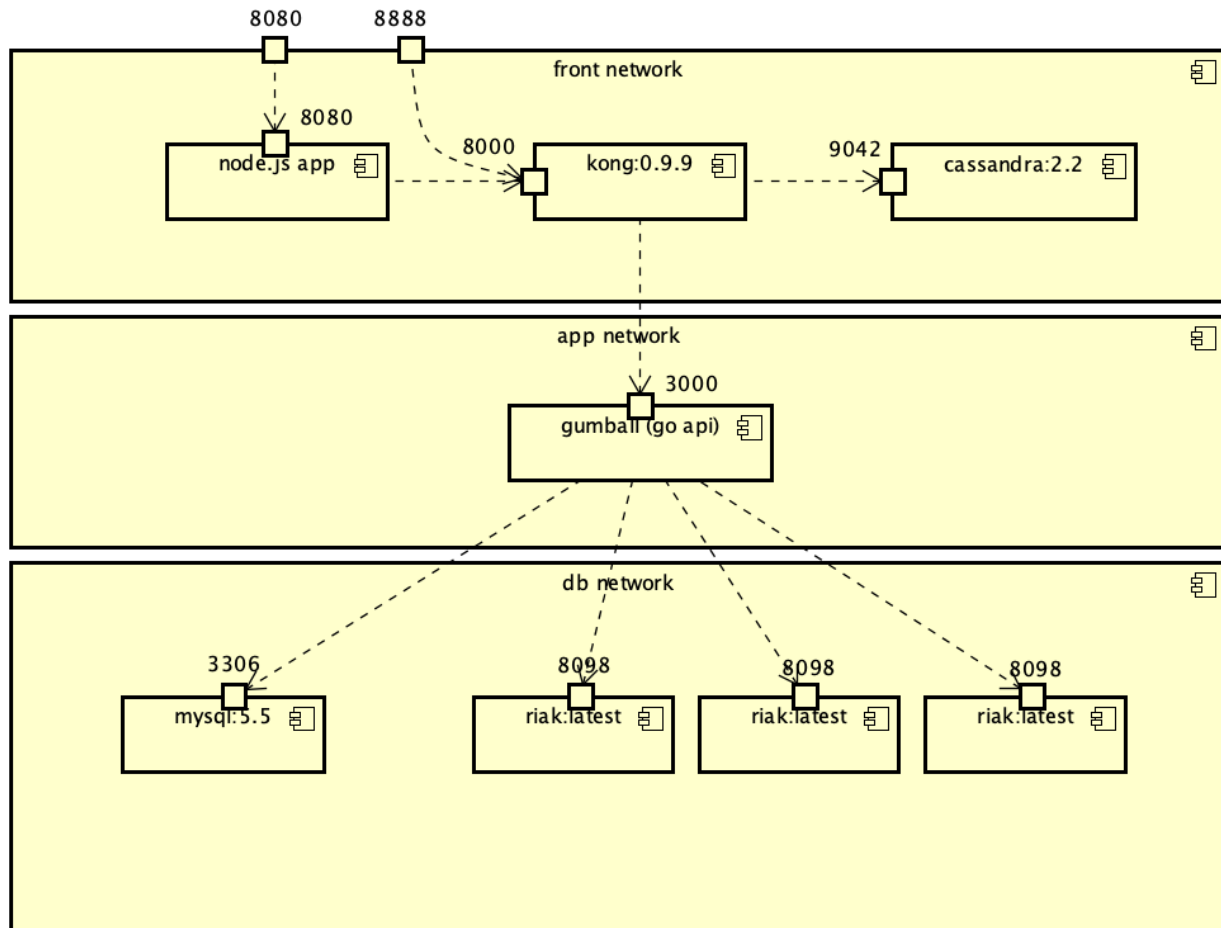 8080 8888
front network
8080
node.js app
8000
kong:0.9.9
9042
cassandra:2.2
app network
3000
gumball (go api)
db network
3306
mysql:5.5
8098
riak:latest
8098
riak:latest
8098
riak:latest